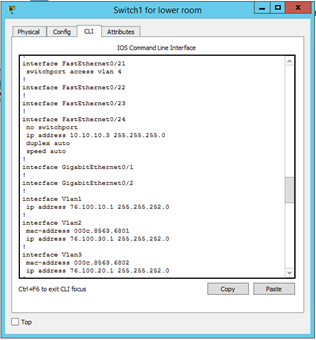 Switch1 for lower room
Physical Config CLI Attributes
IOS Command Line Interface
interface FastEthernet0/21
switchport access vlan 4
!
interface FastEthernet0/22
!
interface FastEthernet0/23
!
interface FastEthernet0/24
no switchport
ip address 10.10.10.3 255.255.255.0
duplex auto
speed auto
!
interface GigabitEthernet0/1
!
interface GigabitEthernet0/2
!
interface Vlan1
ip address 76.100.10.1 255.255.252.0
!
interface Vlan2
mac-address 000c.8563.6801
ip address 76.100.30.1 255.255.252.0
!
interface Vlan3
mac-address 000c.8563.6802
ip address 76.100.20.1 255.255.252.0
Ctrl+F6 to exit CLI focus
Copy Paste
Top